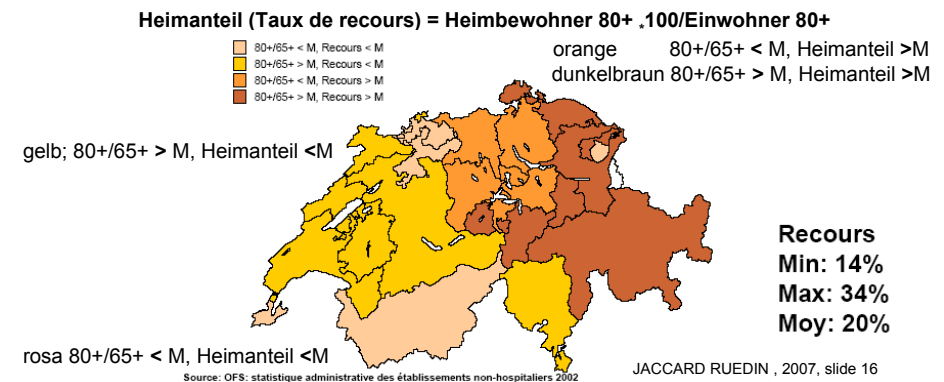 Heimanteil (Taux de recours) = Heimbewohner 80+ *100/Einwohner 80+
80+/65+ < M, Recours < M
80+/65+ > M, Recours < M
80+/65+ < M, Recours > M
80+/65+ > M, Recours > M
orange 80+/65+ < M, Heimanteil >M
dunkelbraun 80+/65+ > M, Heimanteil >M
gelb; 80+/65+ > M, Heimanteil <M
Recours
Min: 14%
Max: 34%
Moy: 20%
rosa 80+/65+ < M, Heimanteil <M
JACCARD RUEDIN , 2007, slide 16
Source: OFS: statistique administrative des établissements non-hospitaliers 2002